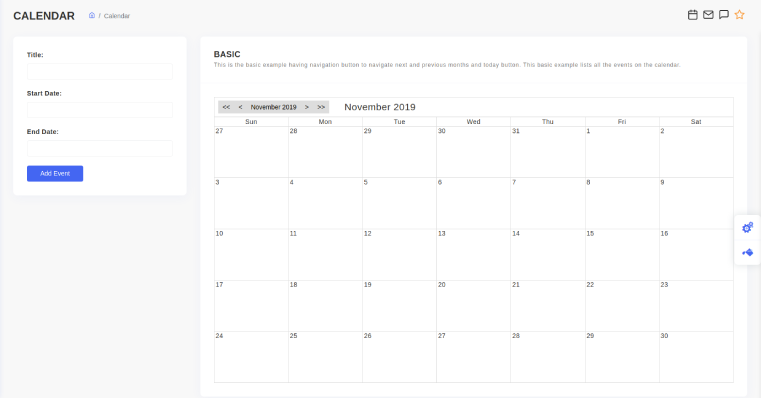 CALENDAR / Calendar
Title:
Start Date:
End Date:
Add Event
BASIC
This is the basic example having navigation button to navigate next and previous months and today button. This basic example lists all the events on the calendar.
<< < November 2019 > >> November 2019
Sun Mon Tue Wed Thu Fri Sat
27 28 29 30 31 1 2
3 4 5 6 7 8 9
10 11 12 13 14 15 16
17 18 19 20 21 22 23
24 25 26 27 28 29 30